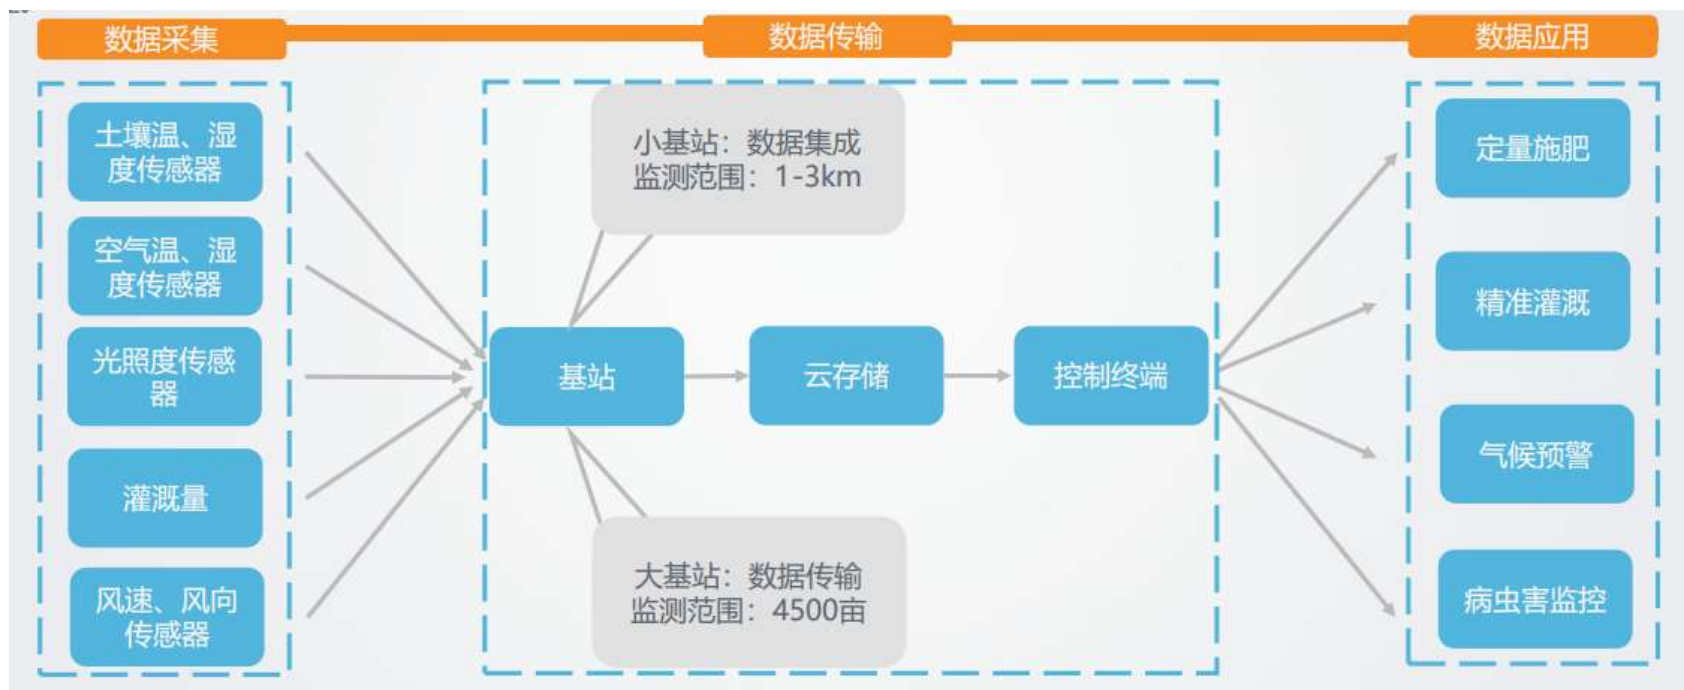 数据采集
数据传输
数据应用
土壤温、湿
度传感器
空气温、湿
度传感器
光照度传感
器
灌溉量
风速、风向
传感器
小基站：数据集成
监测范围：1-3km
基站
云存储
控制终端
大基站：数据传输
监测范围：4500亩
定量施肥
精准灌溉
气候预警
病虫害监控